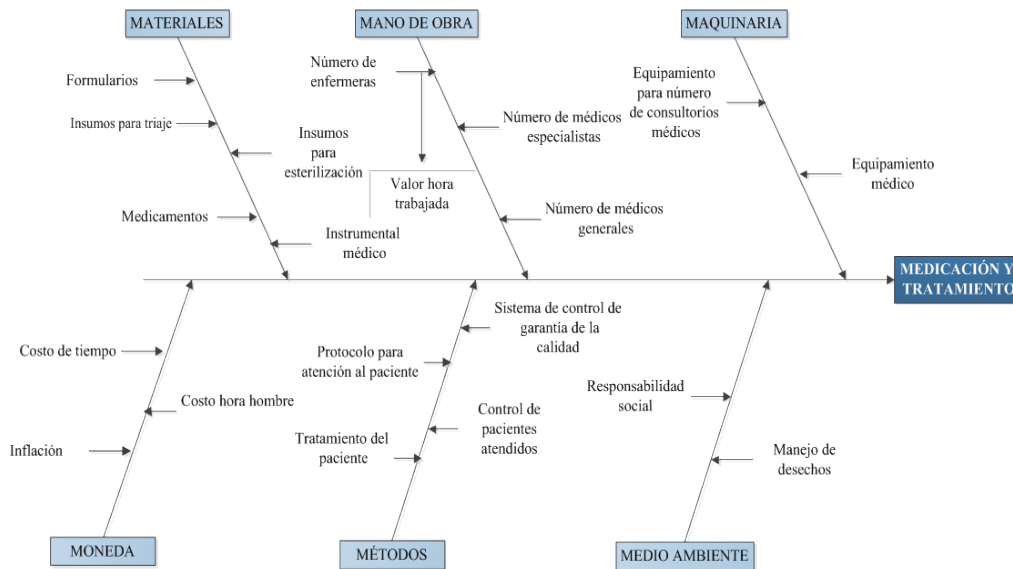 MATERIALES
MANO DE OBRA
MAQUINARIA
Formularios
Insumos para triaje
Insumos
para
esterilización
Medicamentos
Instrumental
médico
Número de
enfermeras
Valor hora
trabajada
Número de médicos
especialistas
Número de médicos
generales
Equipamiento
para número
de consultorios
médicos
Equipamiento
médico
MEDICACIÓN Y
TRATAMIENTO
Costo de tiempo
Costo hora hombre
Inflación
Sistema de control de
garantía de la
calidad
Protocolo para
atención al paciente
Control de
pacientes
atendidos
Tratamiento del
paciente
Responsabilidad
social
Manejo de
desechos
MONEDA
MÉTODOS
MEDIO AMBIENTE